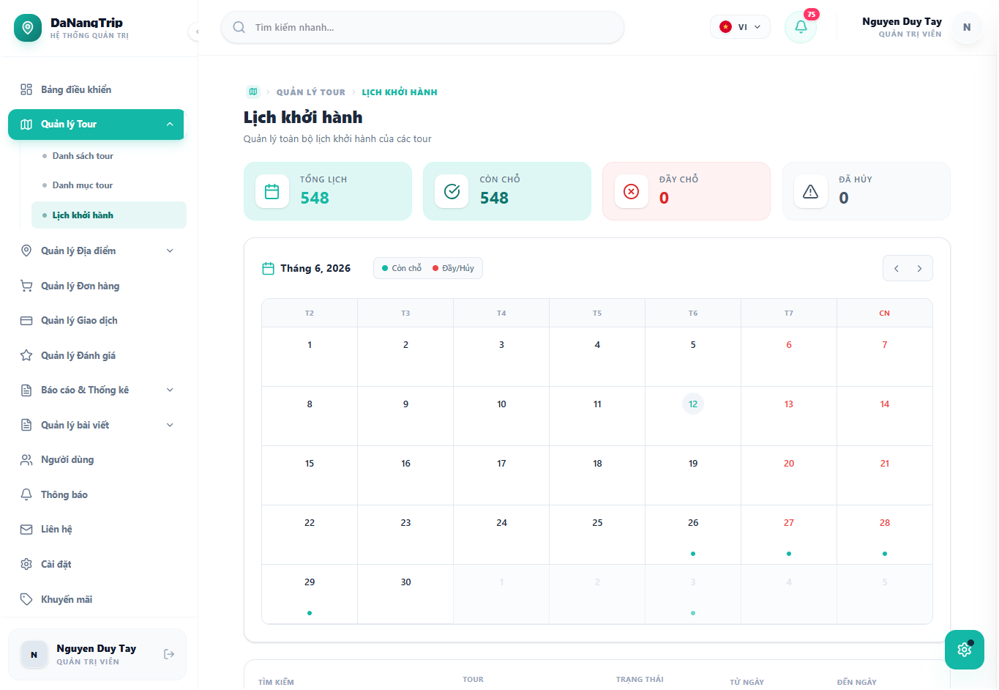 DaNangTrip
HỆ THỐNG QUẢN TRỊ
Tìm kiếm nhanh...
VI
75
Nguyen Duy Tay
QUẢN TRỊ VIÊN
N
Bảng điều khiển
Quản lý Tour
Danh sách tour
Danh mục tour
Lịch khởi hành
Quản lý Địa điểm
Quản lý Đơn hàng
Quản lý Giao dịch
Quản lý Đánh giá
Báo cáo & Thống kê
Quản lý bài viết
Người dùng
Thông báo
Liên hệ
Cài đặt
Khuyến mãi
N
Nguyen Duy Tay
QUẢN TRỊ VIÊN
QUẢN LÝ TOUR
LỊCH KHỞI HÀNH
Lịch khởi hành
Quản lý toàn bộ lịch khởi hành của các tour
TỔNG LỊCH
548
CÒN CHỖ
548
ĐẦY CHỖ
0
ĐÃ HỦY
0
Tháng 6, 2026
Còn chỗ
Đầy/Hủy
T2 T3 T4 T5 T6 T7 CN
1 2 3 4 5 6 7
8 9 10 11 12 13 14
15 16 17 18 19 20 21
22 23 24 25 26 27 28
29 30 1 2 3 4 5
TÌM KIẾM
TOUR
TRẠNG THÁI
TỪ NGÀY
ĐẾN NGÀY